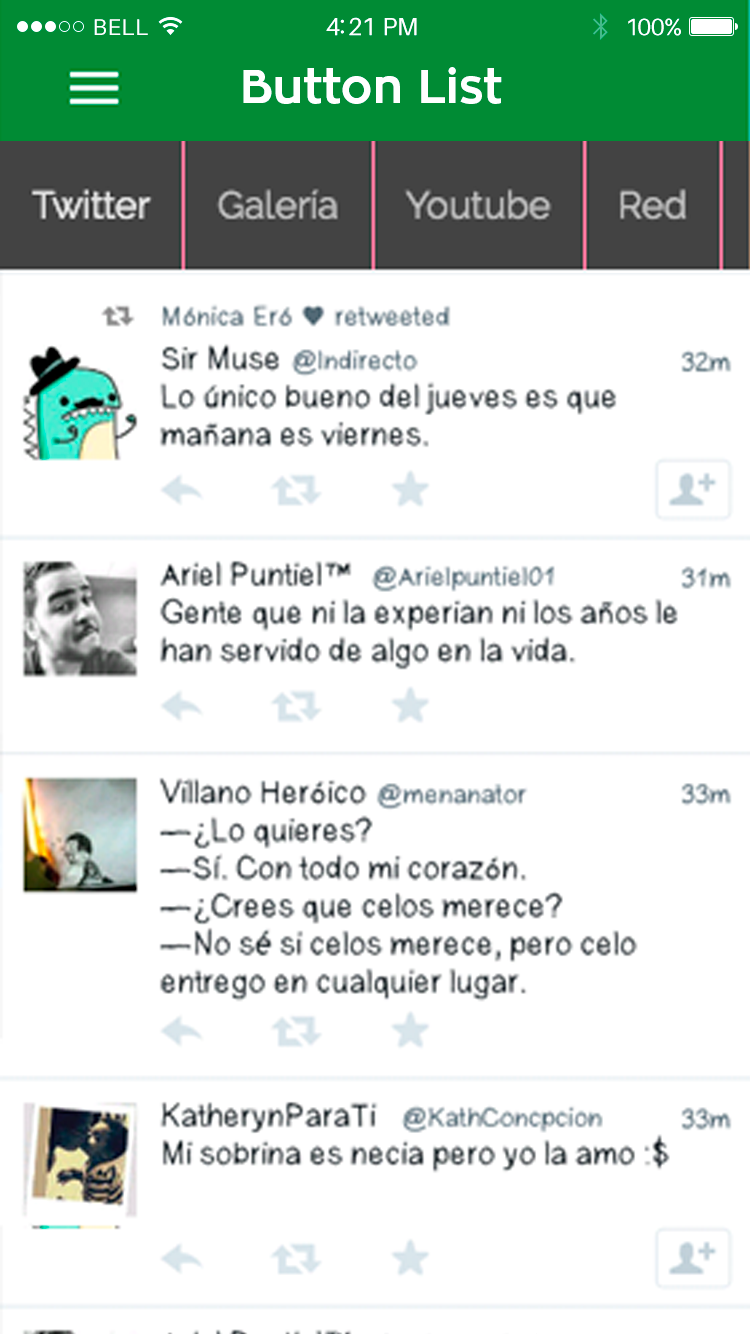 BELL 4:21 PM 100%
Button List
Twitter Galería Youtube Red
Mónica Eró ♥ retweeted
Sir Muse @Indirecto 32m
Lo único bueno del jueves es que
mañana es viernes.
Ariel Puntiel™ @Arielpuntiel01 31m
Gente que ni la experian ni los años le
han servido de algo en la vida.
Villano Heróico @menanator 33m
—¿Lo quieres?
—Sí. Con todo mi corazón.
—¿Crees que celos merece?
—No sé si celos merece, pero celo
entrego en cualquier lugar.
KatherynParaTi @KathConcpcion 33m
Mi sobrina es necia pero yo la amo :$